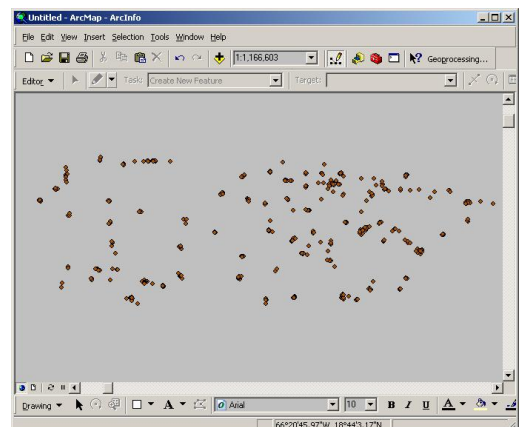 Untitled - ArcMap - ArcInfo
File Edit View Insert Selection Tools Window Help
1:1,166,603 Geoprocessing...
Editor Task: Create New Feature Target:
Drawing A Arial 10 B I U A
66°20'45.97"W 18°44'3.17"N